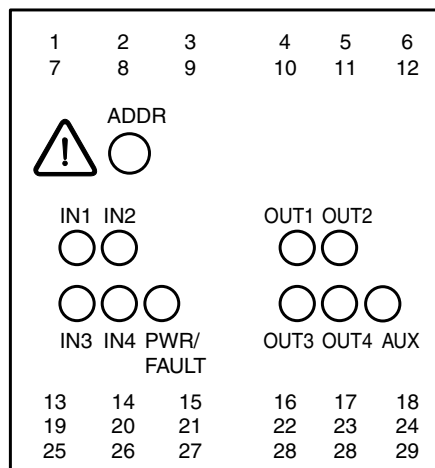 1 2 3 4 5 6
7 8 9 10 11 12
ADDR
!
IN1 IN2 OUT1 OUT2
IN3 IN4 PWR/ OUT3 OUT4 AUX
FAULT
13 14 15 16 17 18
19 20 21 22 23 24
25 26 27 28 28 29